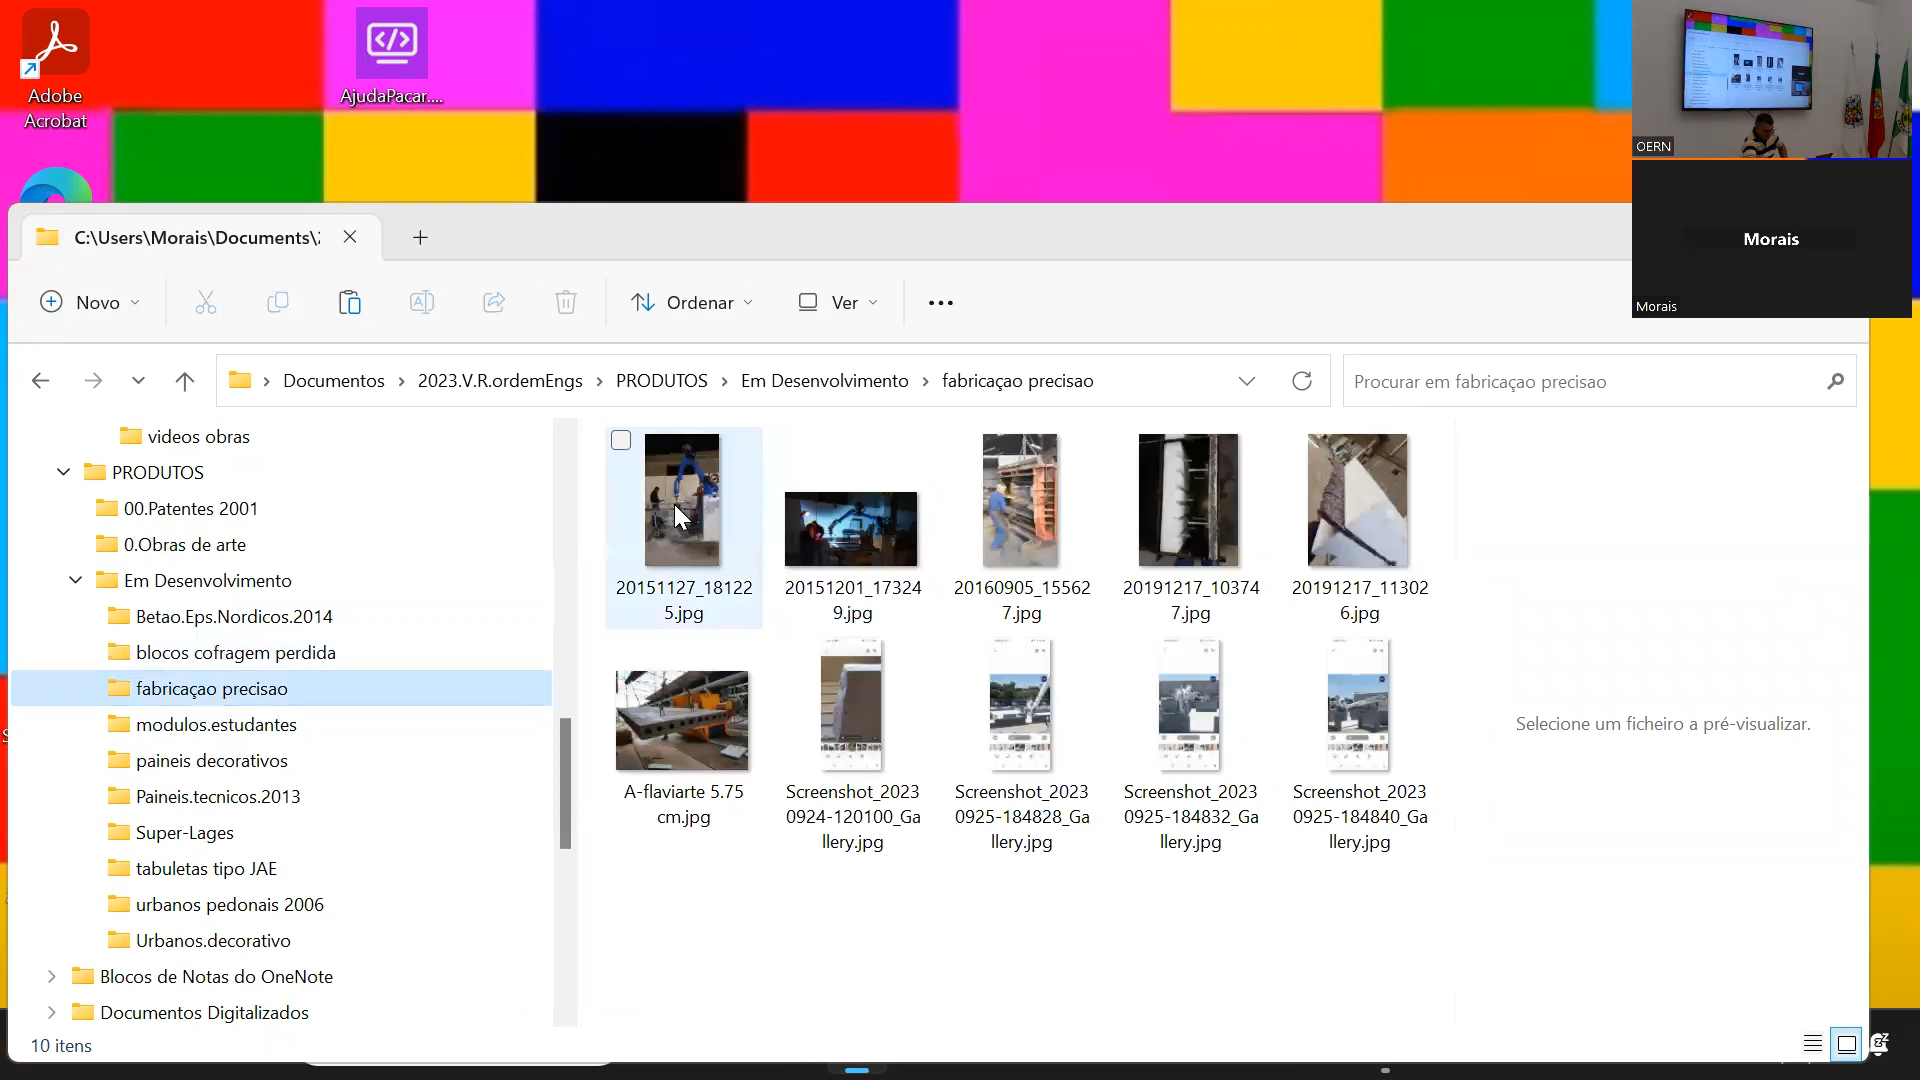 Adobe
Acrobat
AjudaPacar....
OERN
Morais
Morais
C:\Users\Morais\Documents\
Novo
Ordenar
Ver
Documentos
2023.V.R.ordemEngs
PRODUTOS
Em Desenvolvimento
fabricaçao precisao
Procurar em fabricaçao precisao
videos obras
PRODUTOS
00.Patentes 2001
0.Obras de arte
Em Desenvolvimento
Betao.Eps.Nordicos.2014
blocos cofragem perdida
fabricaçao precisao
modulos.estudantes
paineis decorativos
Paineis.tecnicos.2013
Super-Lages
tabuletas tipo JAE
urbanos pedonais 2006
Urbanos.decorativo
Blocos de Notas do OneNote
Documentos Digitalizados
20151127_18122
5.jpg
20151201_17324
9.jpg
20160905_15562
7.jpg
20191217_10374
7.jpg
20191217_11302
6.jpg
A-flaviarte 5.75
cm.jpg
Screenshot_2023
0924-120100_Ga
llery.jpg
Screenshot_2023
0925-184828_Ga
llery.jpg
Screenshot_2023
0925-184832_Ga
llery.jpg
Screenshot_2023
0925-184840_Ga
llery.jpg
Selecione um ficheiro a pré-visualizar.
10 itens